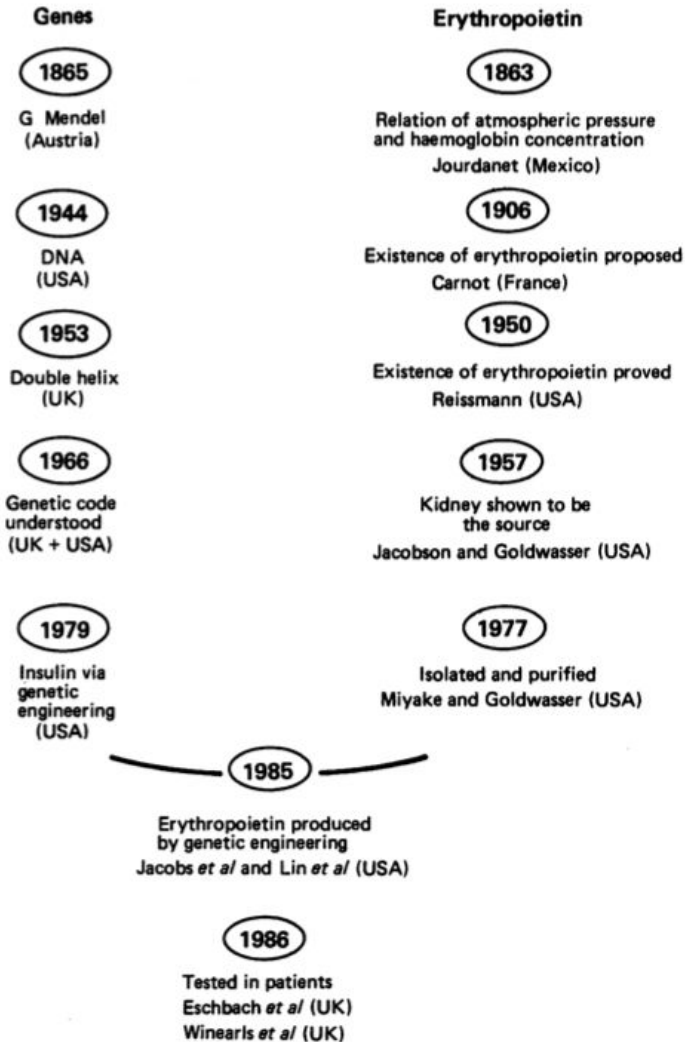 Genes
1865
G Mendel
(Austria)
1944
DNA
(USA)
1953
Double helix
(UK)
1966
Genetic code
understood
(UK + USA)
1979
Insulin via
genetic
engineering
(USA)
Erythropoietin
1863
Relation of atmospheric pressure
and haemoglobin concentration
Jourdanet (Mexico)
1906
Existence of erythropoietin proposed
Carnot (France)
1950
Existence of erythropoietin proved
Reissmann (USA)
1957
Kidney shown to be
the source
Jacobson and Goldwasser (USA)
1977
Isolated and purified
Miyake and Goldwasser (USA)
1985
Erythropoietin produced
by genetic engineering
Jacobs et al and Lin et al (USA)
1986
Tested in patients
Eschbach et al (UK)
Winearls et al (UK)